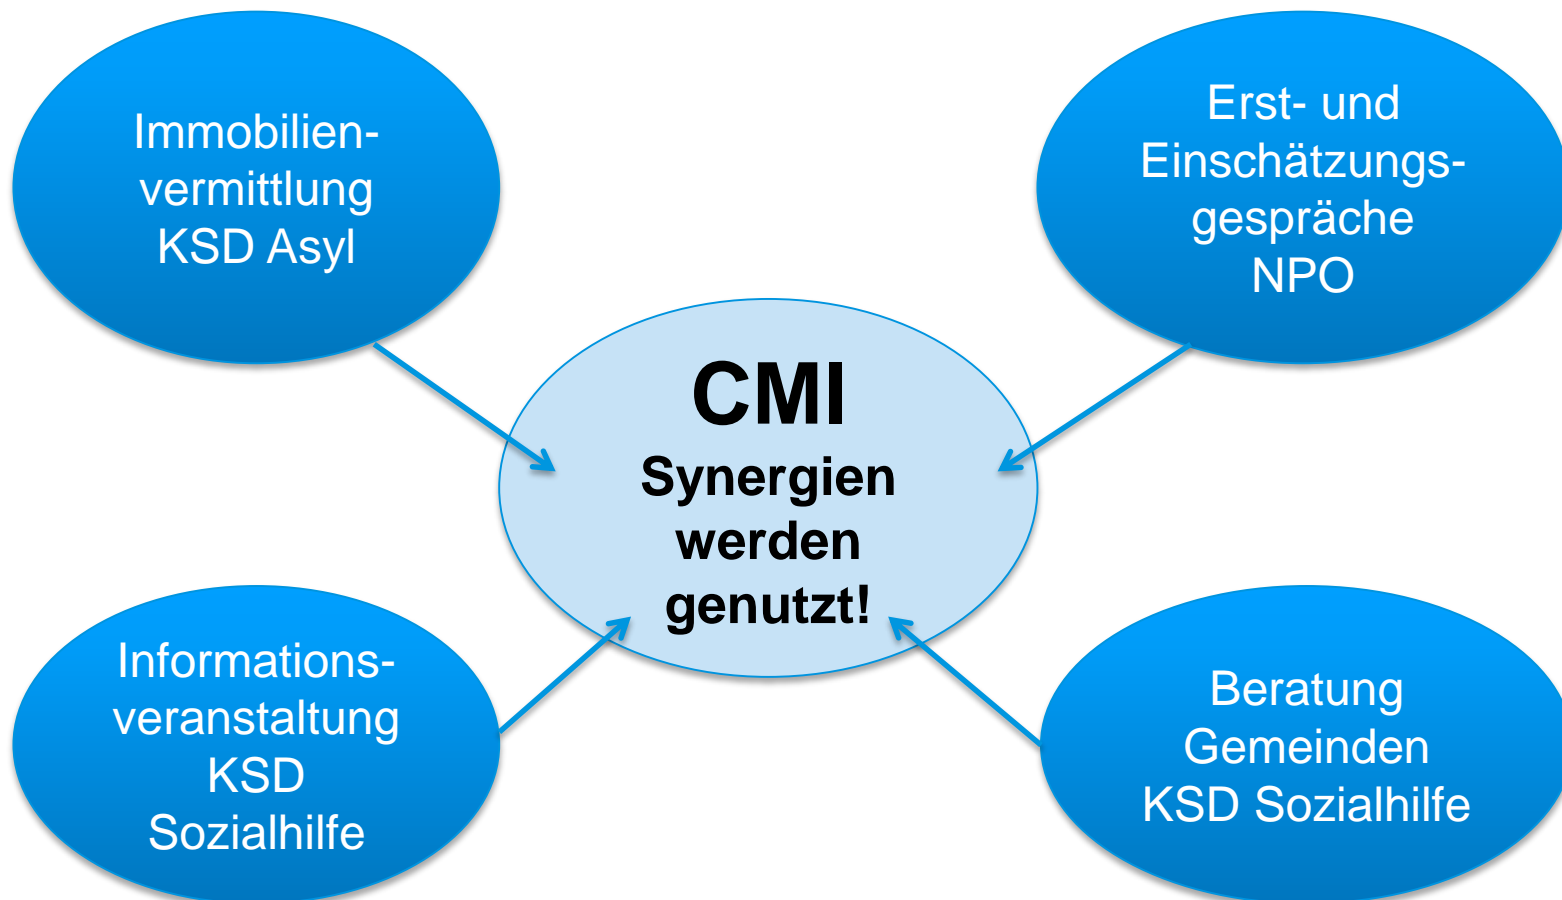 Immobilien-
vermittlung
KSD Asyl
Erst- und
Einschätzungs-
gespräche
NPO
CMI
Synergien
werden
genutzt!
Informations-
veranstaltung
KSD
Sozialhilfe
Beratung
Gemeinden
KSD Sozialhilfe